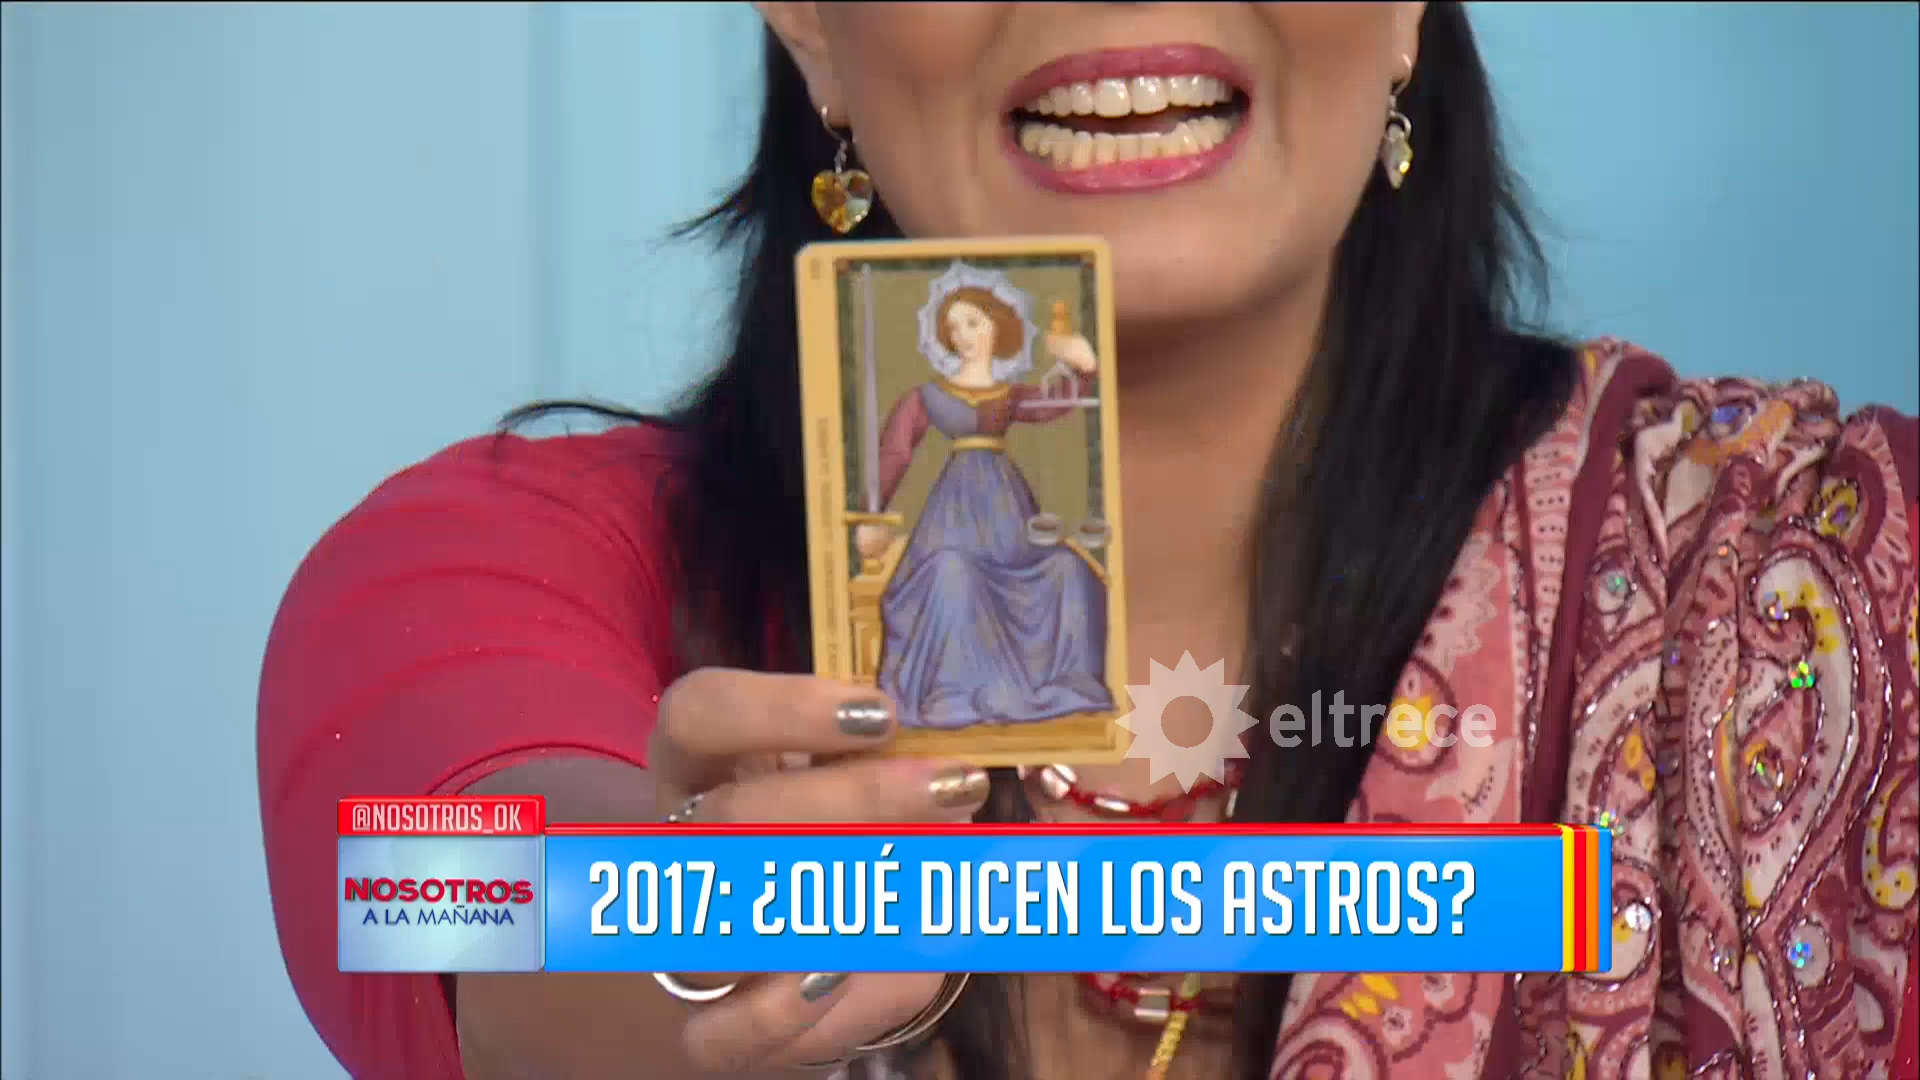 eltrece
@NOSOTROS_OK
NOSOTROS
A LA MAÑANA
2017: ¿QUÉ DICEN LOS ASTROS?